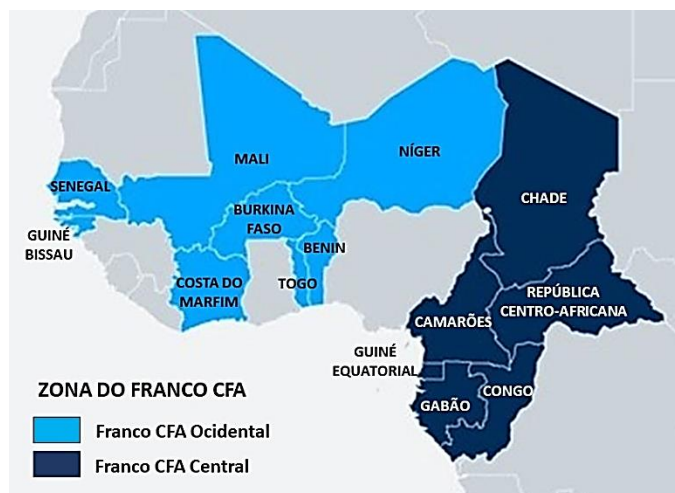 MALI
NÍGER
SENEGAL
CHADE
BURKINA
FASO
GUINÉ
BISSAU
BENIN
COSTA DO
MARFIM
TOGO
REPÚBLICA
CENTRO-AFRICANA
CAMARÕES
GUINÉ
EQUATORIAL
CONGO
GABÃO
ZONA DO FRANCO CFA
Franco CFA Ocidental
Franco CFA Central